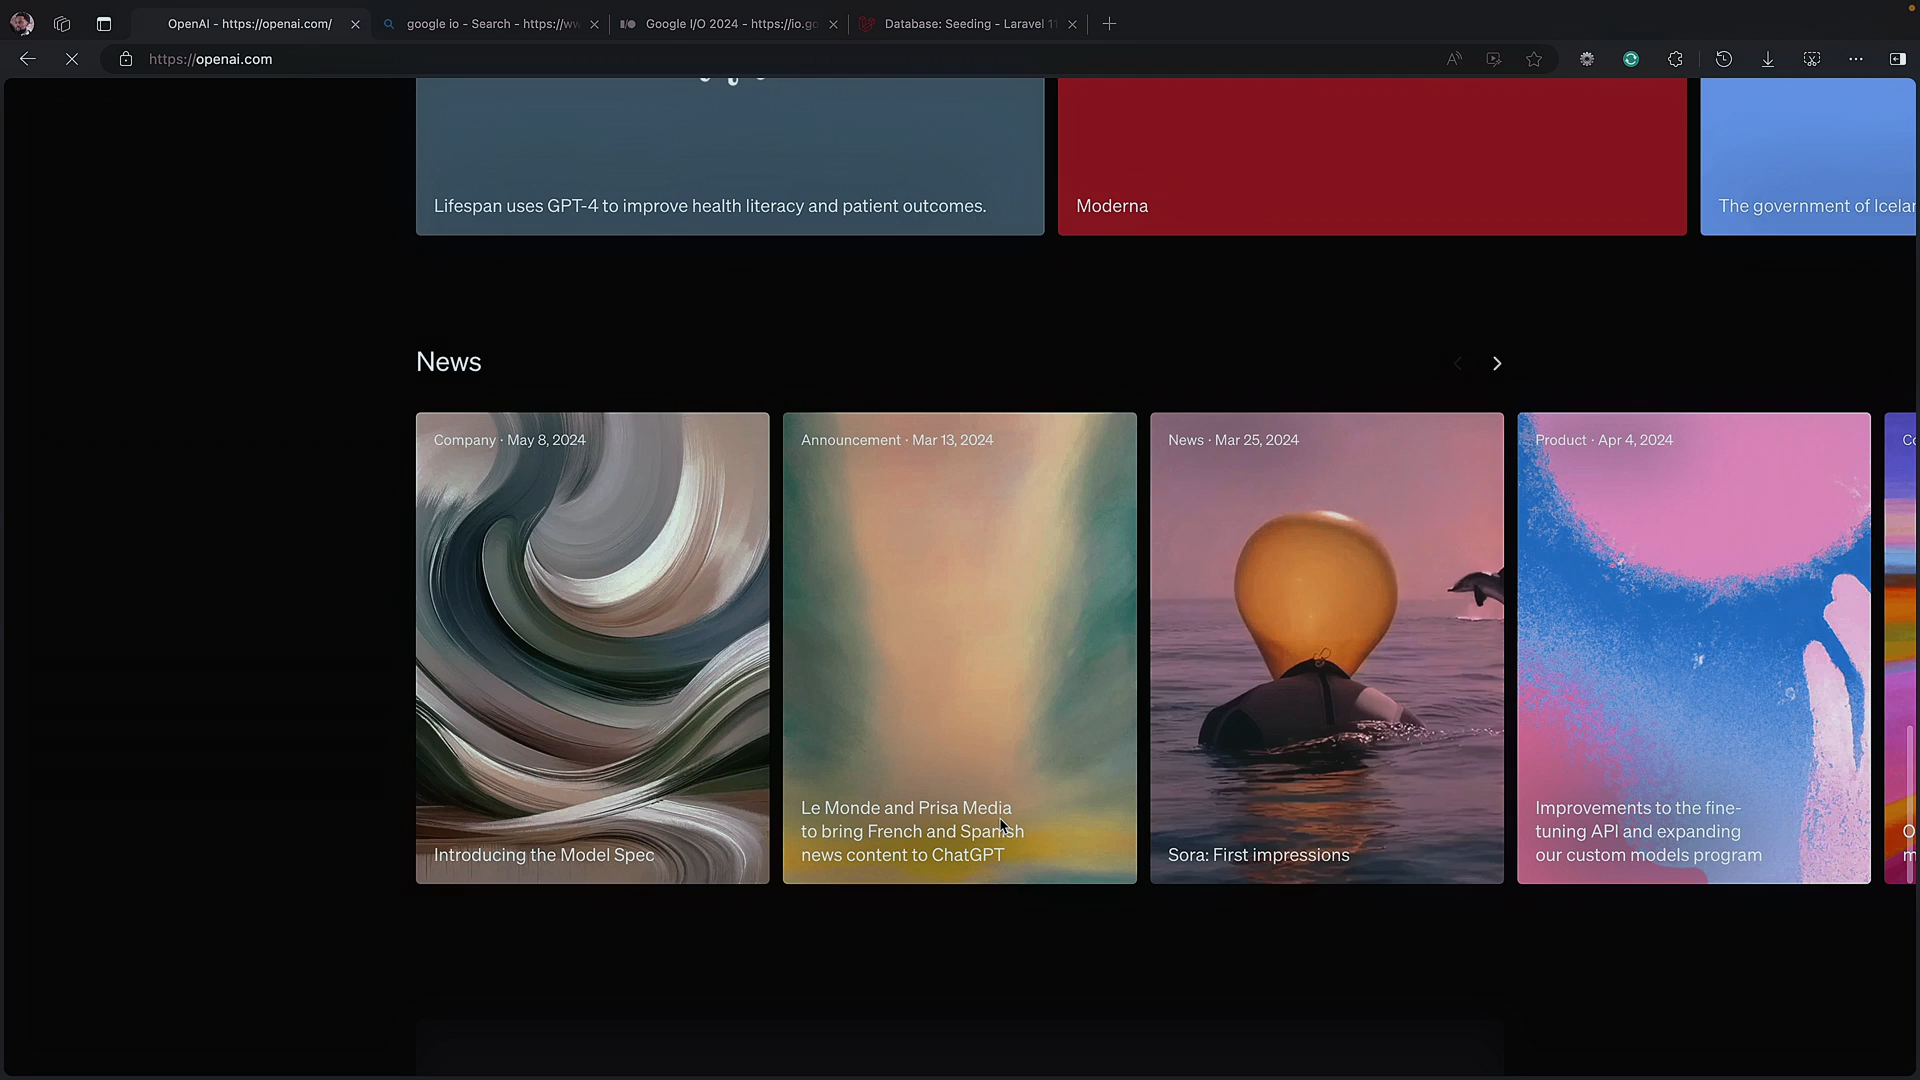 OpenAI - https://openai.com/
google io - Search - https://ww
Google I/O 2024 - https://io.go
Database: Seeding - Laravel 11
https://openai.com
Lifespan uses GPT-4 to improve health literacy and patient outcomes.
Moderna
The government of Icelan
News
Company · May 8, 2024
Introducing the Model Spec
Announcement · Mar 13, 2024
Le Monde and Prisa Media
to bring French and Spanish
news content to ChatGPT
News · Mar 25, 2024
Sora: First impressions
Product · Apr 4, 2024
Improvements to the fine-
tuning API and expanding
our custom models program